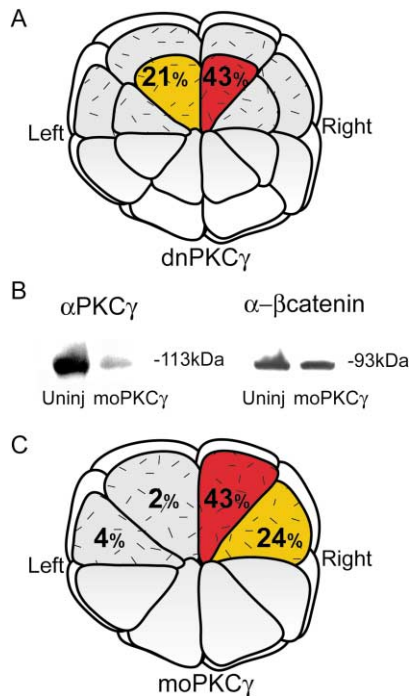 A
21% 43%
Left Right
dnPKCγ
B
αPKCγ α-βcatenin
-113kDa -93kDa
Uninj moPKCγ Uninj moPKCγ
C
2% 43%
4% 24%
Left Right
moPKCγ